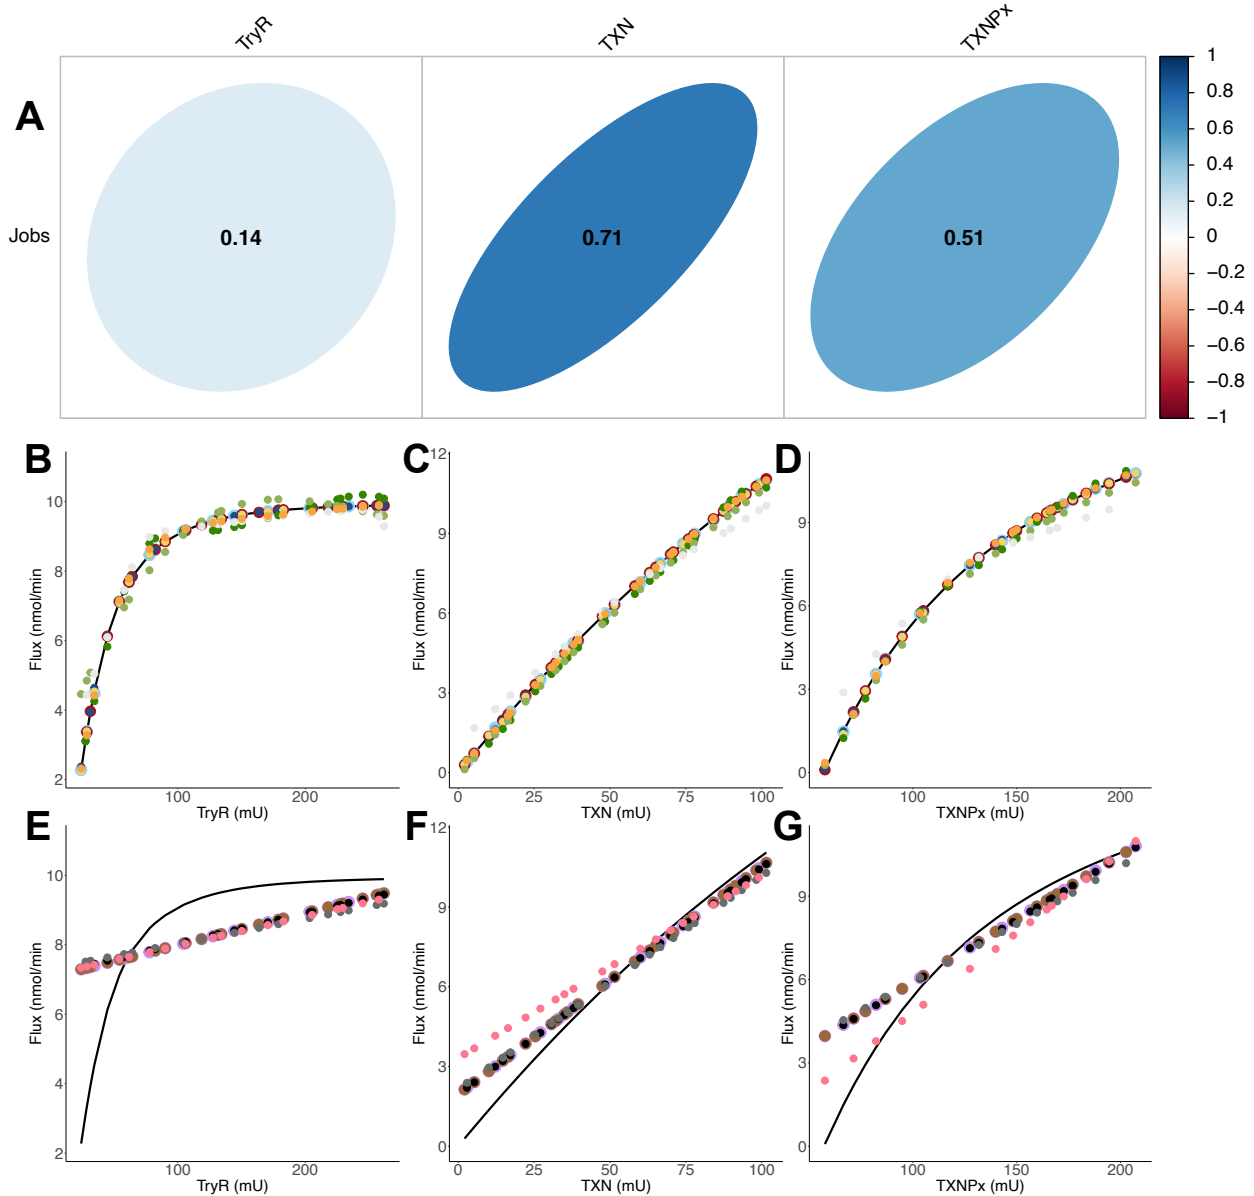 TryR TXN TXNPx
A
Jobs
0.14 0.71 0.51
1
0.8
0.6
0.4
0.2
0
−0.2
−0.4
−0.6
−0.8
−1
B
Flux (nmol/min
10
8
6
4
2
100 200
TryR (mU)
C
Flux (nmol/min
12
9
6
3
0
0 25 50 75 100
TXN (mU)
D
Flux (nmol/min
9
6
3
0
100 150 200
TXNPx (mU)
E
Flux (nmol/min
10
8
6
4
2
100 200
TryR (mU)
F
Flux (nmol/min
12
9
6
3
0
0 25 50 75 100
TXN (mU)
G
Flux (nmol/min
9
6
3
0
100 150 200
TXNPx (mU)